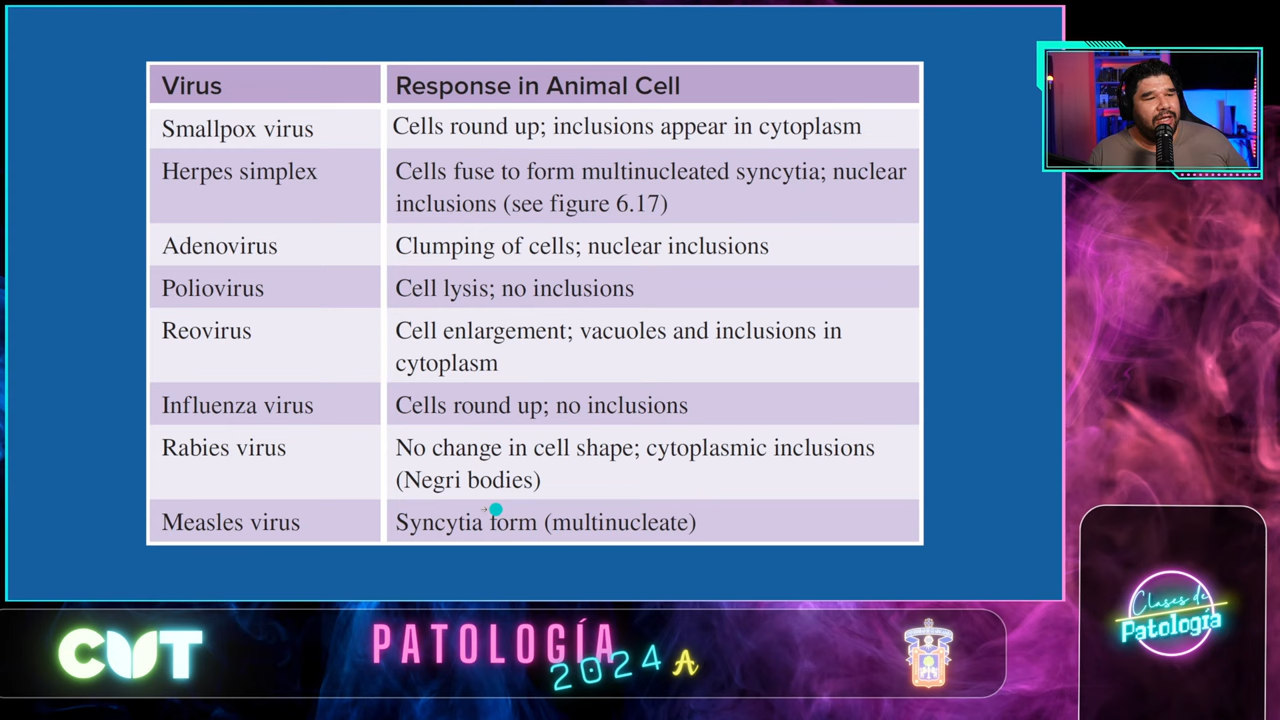 Virus
Response in Animal Cell
Smallpox virus
Cells round up; inclusions appear in cytoplasm
Herpes simplex
Cells fuse to form multinucleated syncytia; nuclear
inclusions (see figure 6.17)
Adenovirus
Clumping of cells; nuclear inclusions
Poliovirus
Cell lysis; no inclusions
Reovirus
Cell enlargement; vacuoles and inclusions in
cytoplasm
Influenza virus
Cells round up; no inclusions
Rabies virus
No change in cell shape; cytoplasmic inclusions
(Negri bodies)
Measles virus
Syncytia form (multinucleate)
CUT
PATOLOGÍA
2024 A
Clases de
Patología